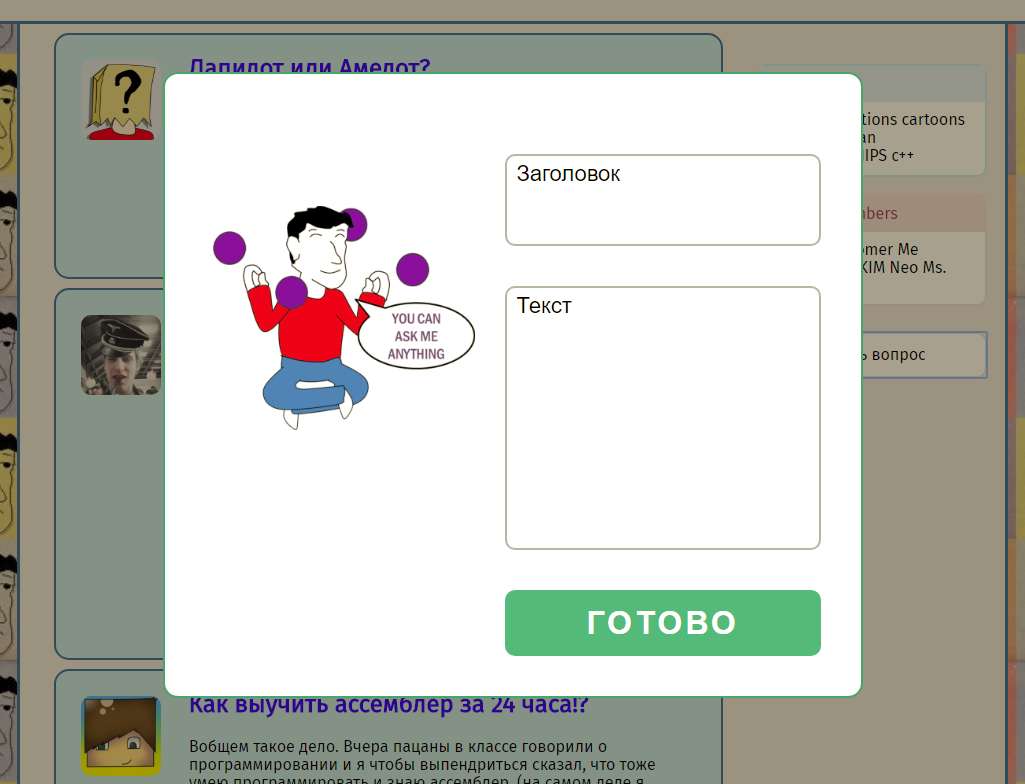 Лапидот или Амедот?
tions cartoons
an
IPS c++
Заголовок
bers
omer Me
KIM Neo Ms.
YOU CAN
ASK ME
ANYTHING
Текст
ь вопрос
ГОТОВО
Как выучить ассемблер за 24 часа!?
Вобщем такое дело. Вчера пацаны в классе говорили о
программировании и я чтобы выпендриться сказал, что тоже
умею программировать и знаю ассемблер. (на самом деле я